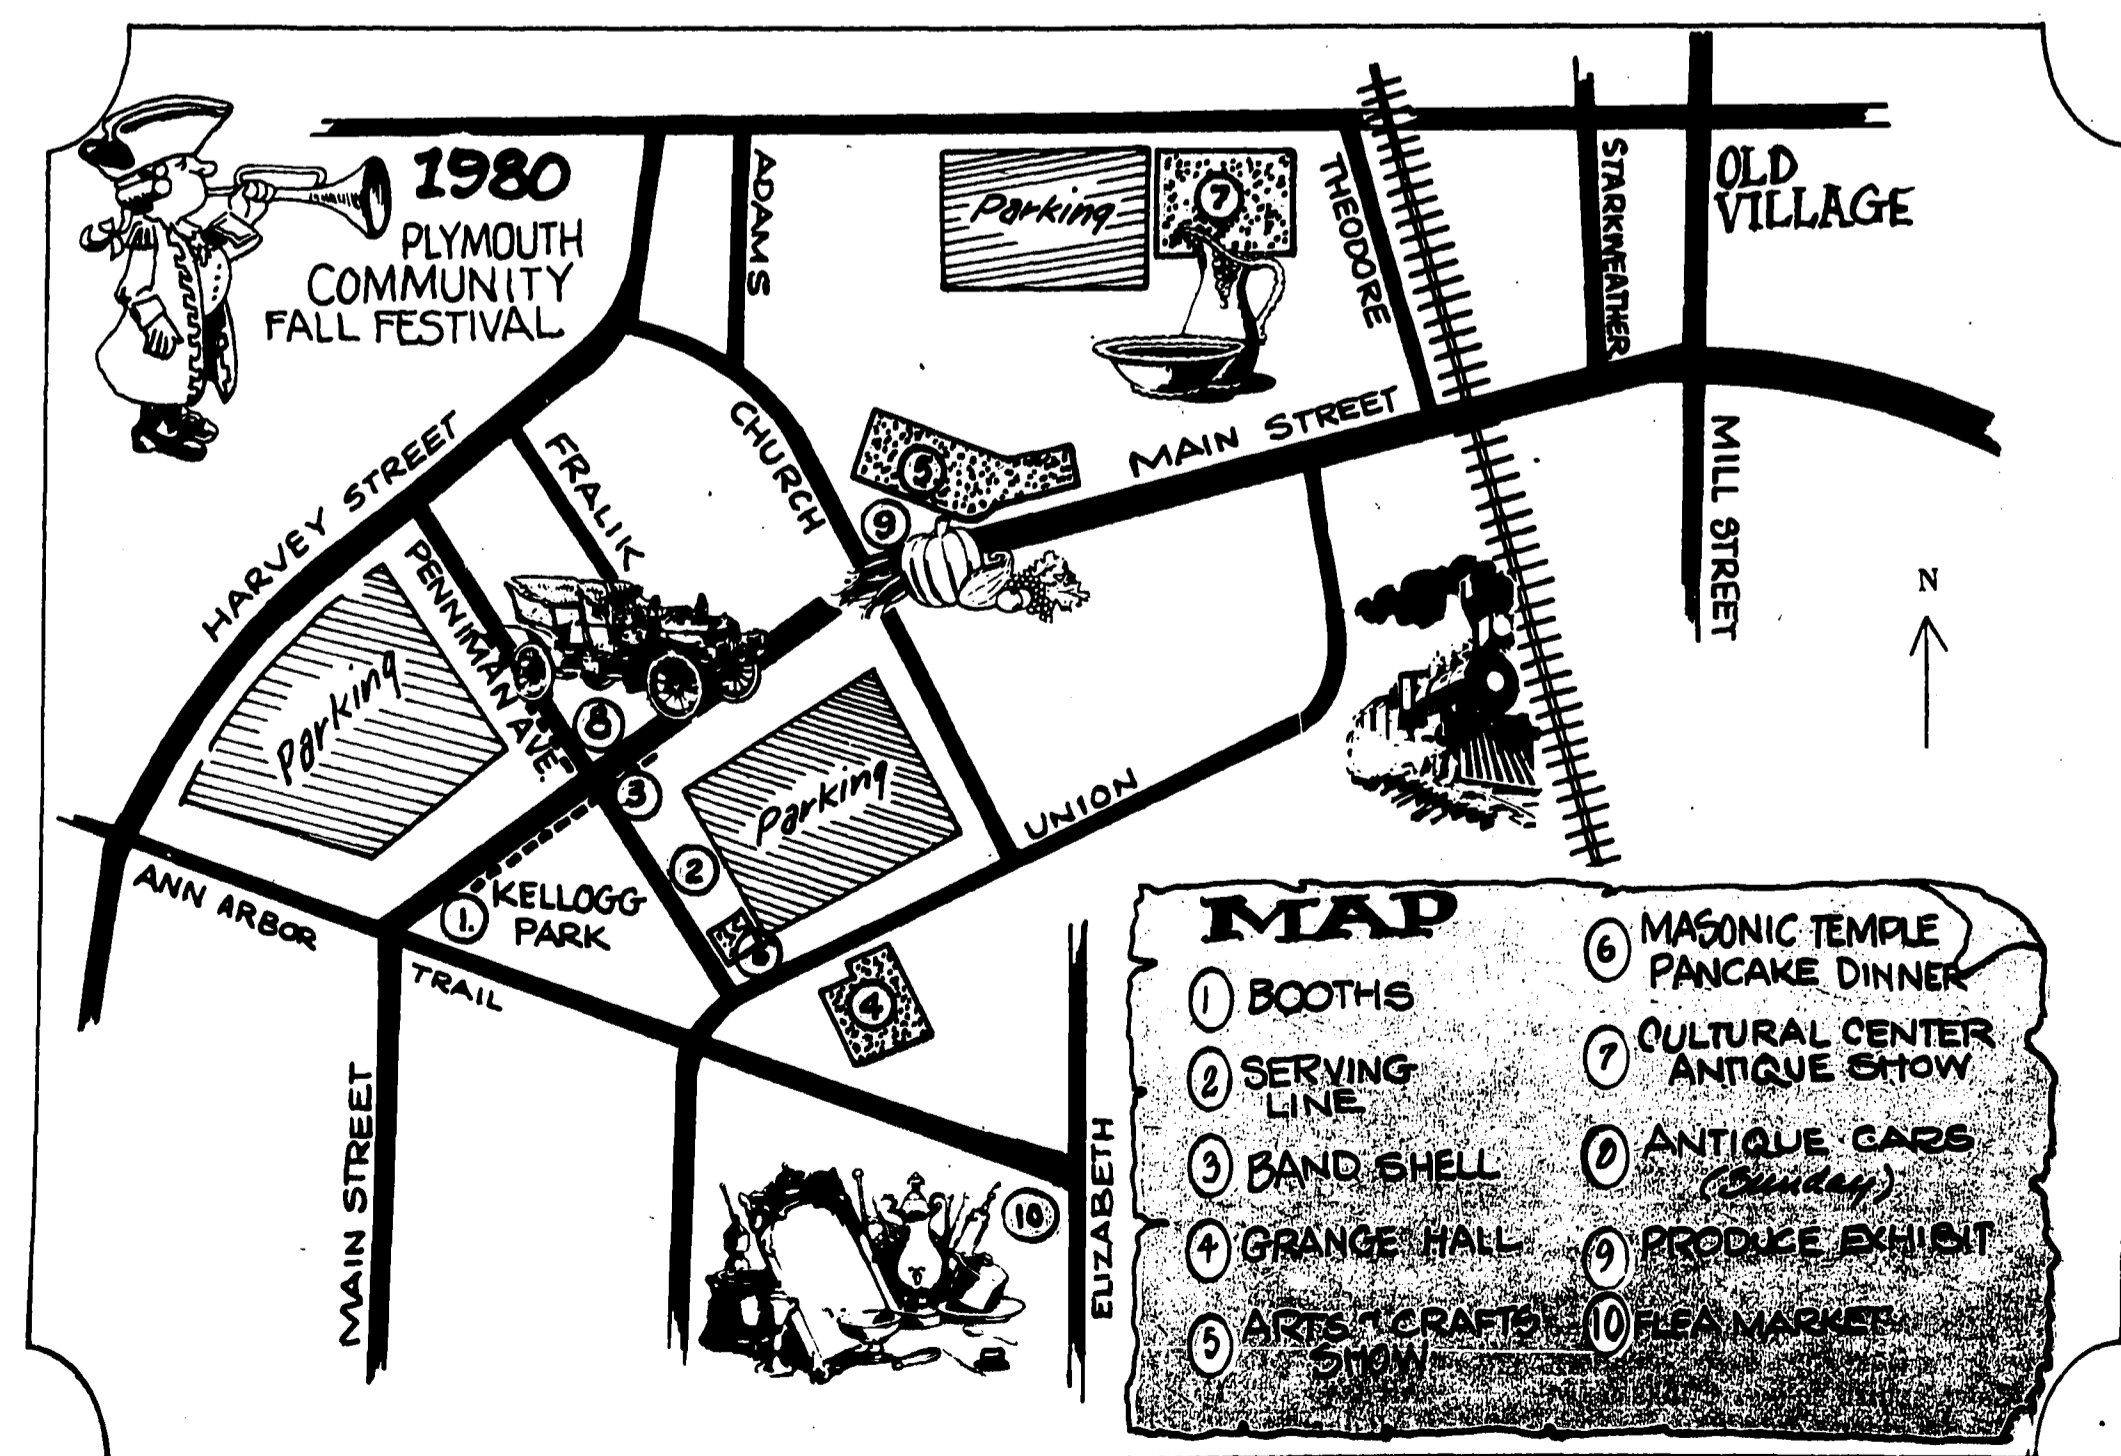 1980
PLYMOUTH
COMMUNITY
FALL FESTIVAL
ADAMS
Parking
7
THEODORE
STARKWEATHER
OLD
VILLAGE
HARVEY STREET
FRALIK
CHURCH
5
9
MAIN STREET
MILL STREET
N
PENNIMAN AVE.
Parking
8
3
Parking
UNION
2
ANN ARBOR
TRAIL
1.
KELLOGG
PARK
4
MAIN STREET
10
ELIZABETH
MAP
1 BOOTHS
2 SERVING
LINE
3 BAND SHELL
4 GRANGE HALL
5 ARTS & CRAFTS
SHOW
6 MASONIC TEMPLE
PANCAKE DINNER
7 CULTURAL CENTER
ANTIQUE SHOW
8 ANTIQUE CARS
(Sunday)
9 PRODUCE EXHIBIT
10 FLEA MARKET